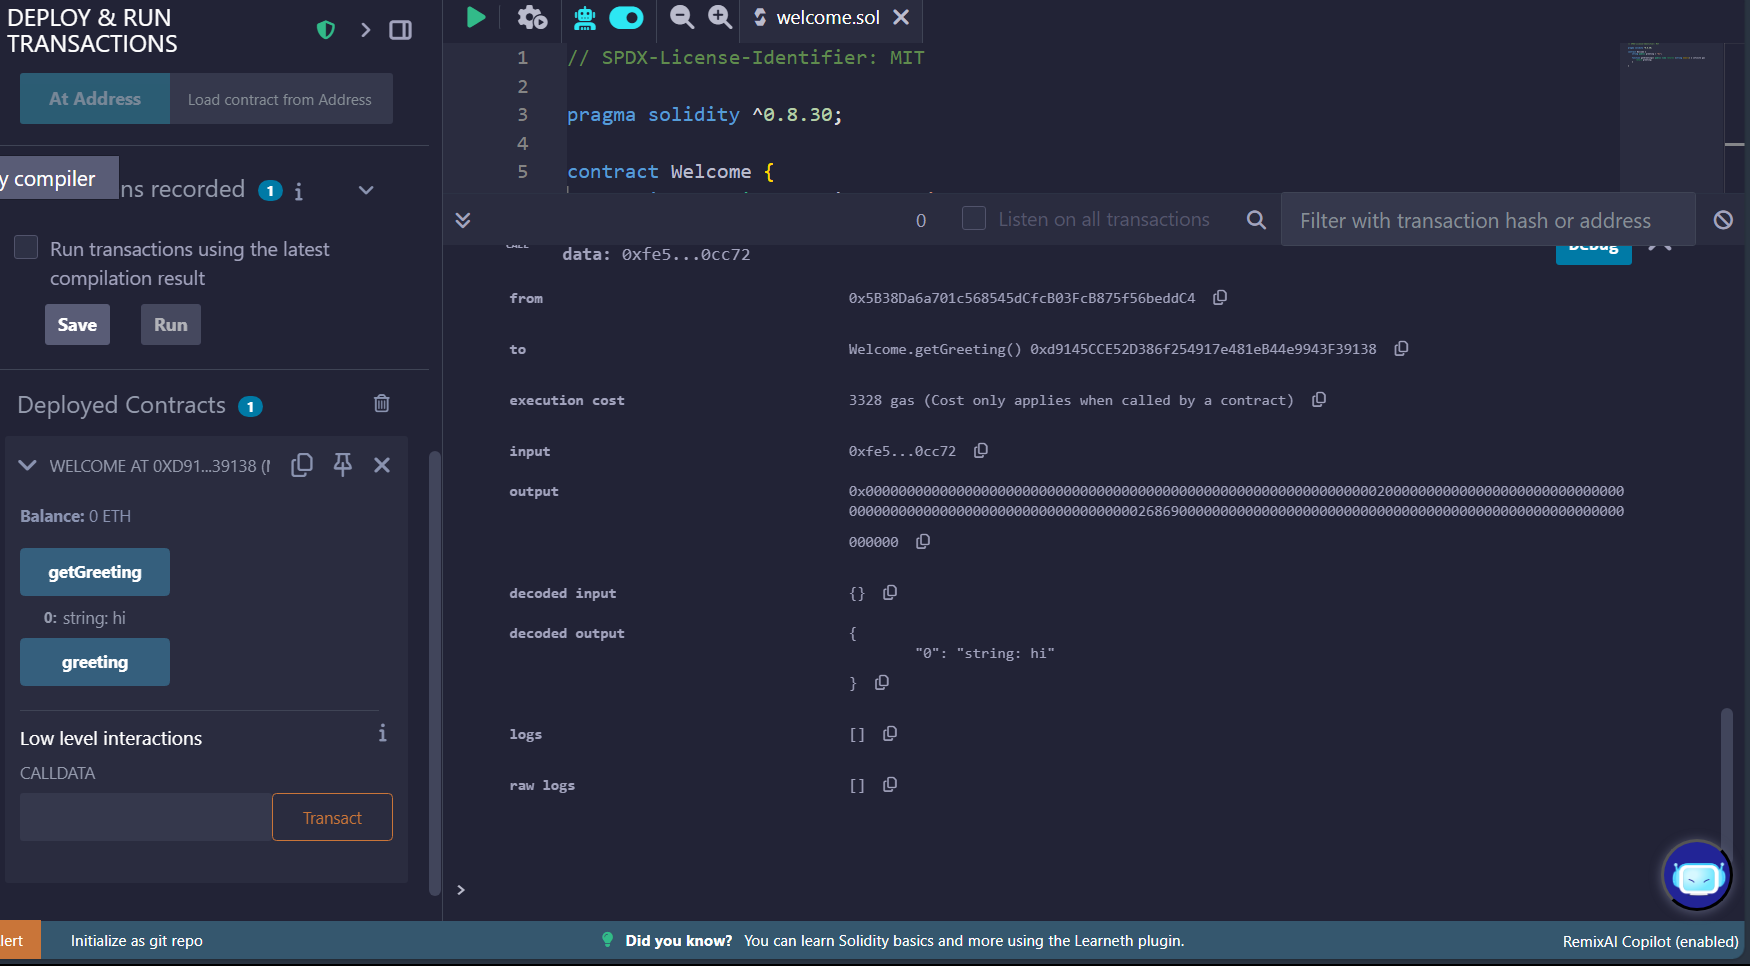 DEPLOY & RUN
TRANSACTIONS
At Address
Load contract from Address
y compiler
ns recorded 1 i
Run transactions using the latest
compilation result
Save
Run
Deployed Contracts 1
WELCOME AT 0XD91...39138 (
Balance: 0 ETH
getGreeting
0: string: hi
greeting
Low level interactions i
CALLDATA
Transact
welcome.sol
1 // SPDX-License-Identifier: MIT
2
3 pragma solidity ^0.8.30;
4
5 contract Welcome {
0
Listen on all transactions
Filter with transaction hash or address
data: 0xfe5...0cc72
Debug
from 0x5B38Da6a701c568545dCfcB03FcB875f56beddC4
to Welcome.getGreeting() 0xd9145CCE52D386f254917e481eB44e9943F39138
execution cost 3328 gas (Cost only applies when called by a contract)
input 0xfe5...0cc72
output
000000
decoded input {}
decoded output {
"0": "string: hi"
}
logs []
raw logs []
>
lert
Initialize as git repo
Did you know? You can learn Solidity basics and more using the Learneth plugin.
RemixAI Copilot (enabled)